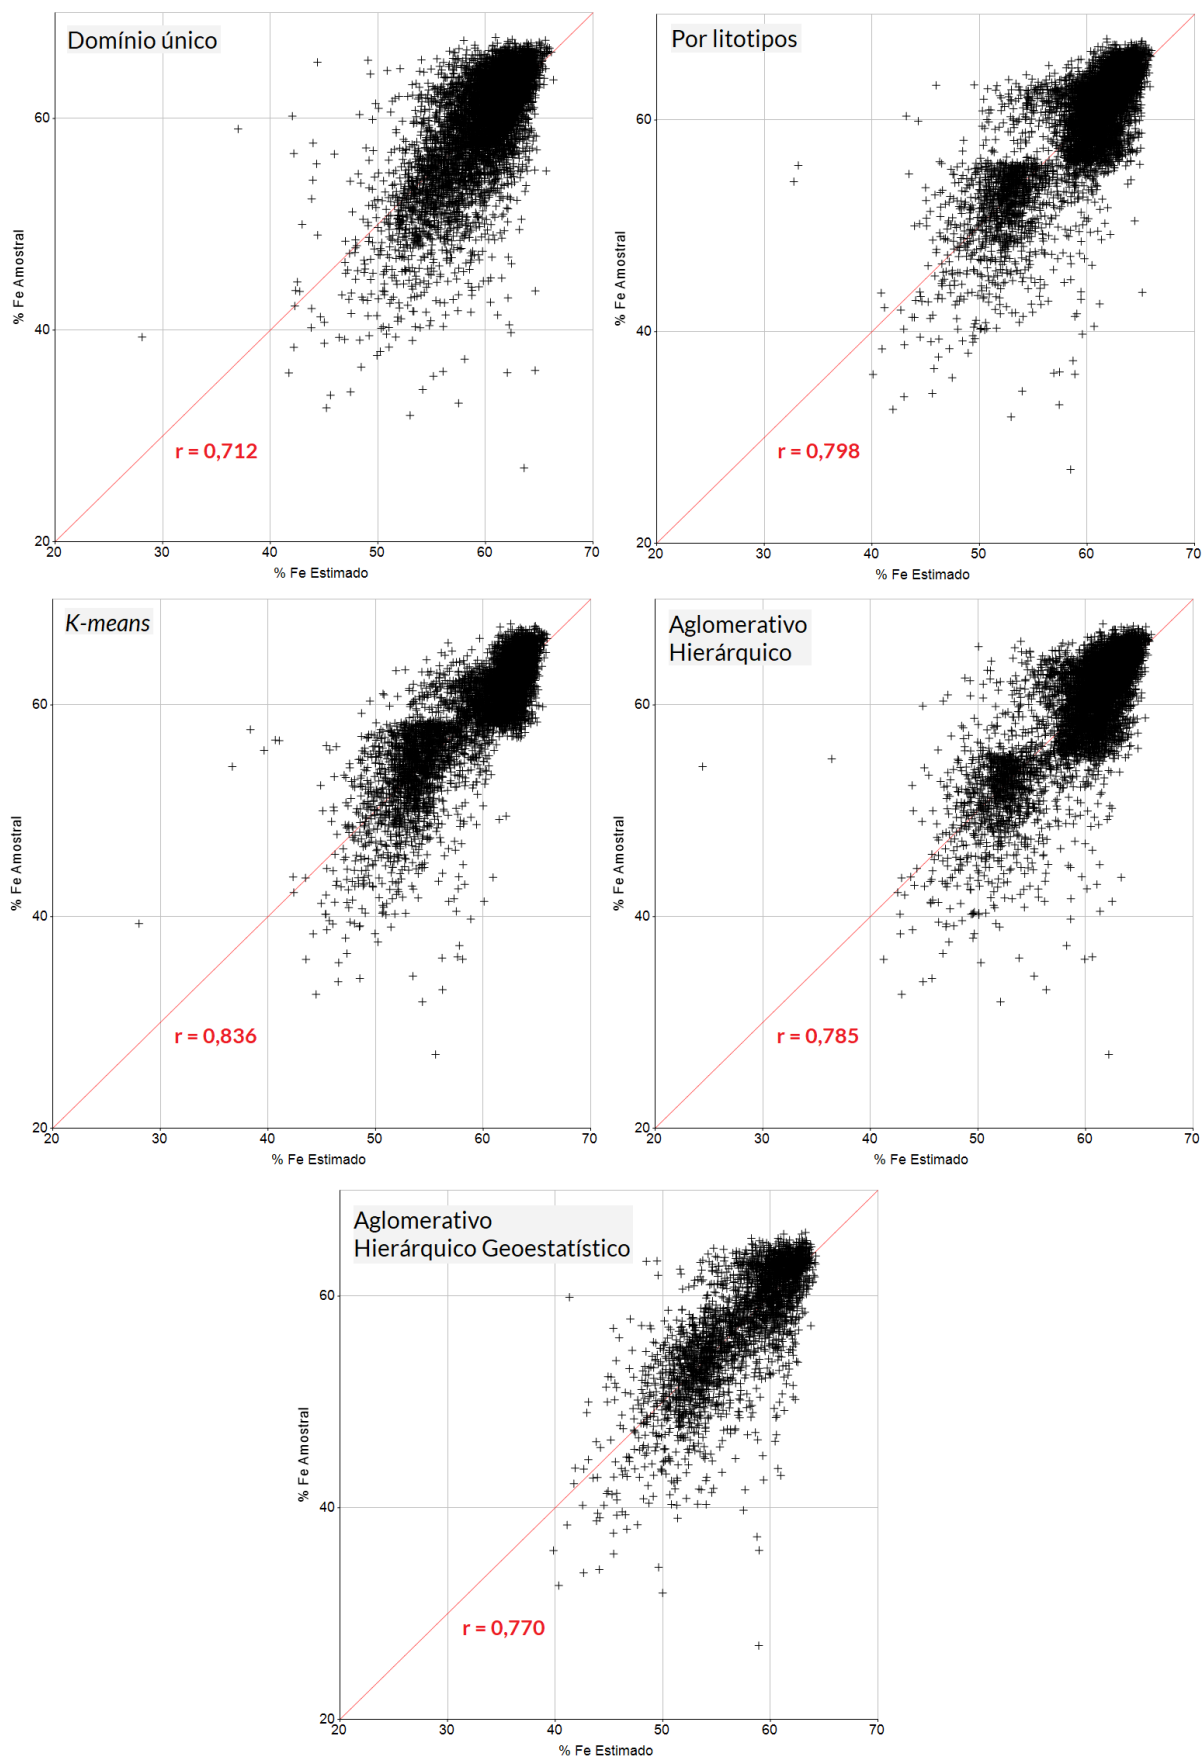 Domínio único
60
40
20
20
30
40
50
60
70
% Fe Amostral
% Fe Estimado
r = 0,712
Por litotipos
60
40
20
20
30
40
50
60
70
% Fe Amostral
% Fe Estimado
r = 0,798
K-means
60
40
20
20
30
40
50
60
70
% Fe Amostral
% Fe Estimado
r = 0,836
Aglomerativo
Hierárquico
60
40
20
20
30
40
50
60
70
% Fe Amostral
% Fe Estimado
r = 0,785
Aglomerativo
Hierárquico Geoestatístico
60
40
20
20
30
40
50
60
70
% Fe Amostral
% Fe Estimado
r = 0,770